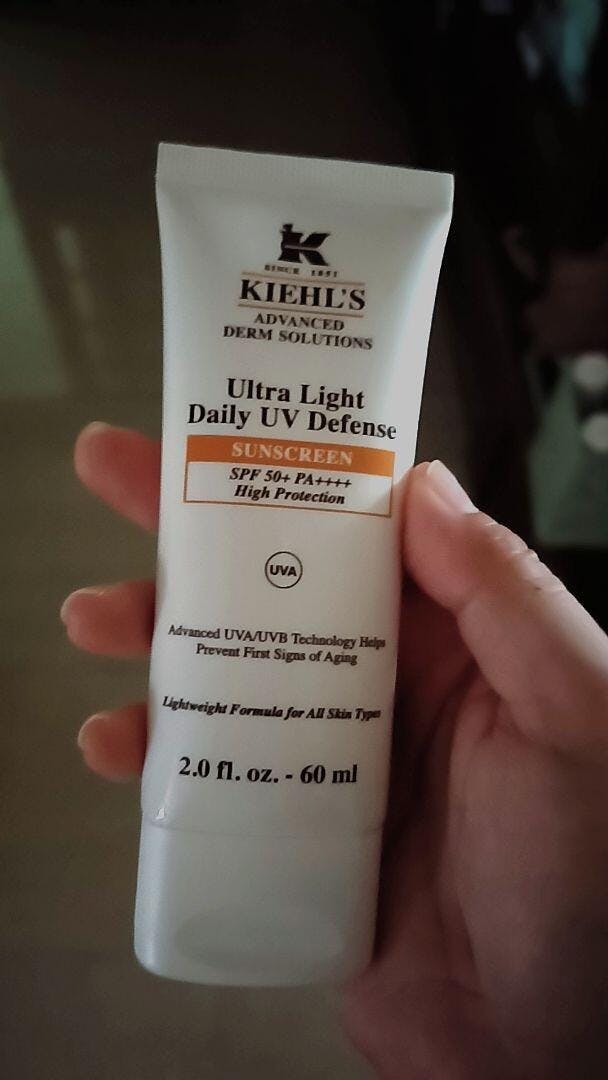 K
SINCE 1851
KIEHL'S
ADVANCED
DERM SOLUTIONS
Ultra Light
Daily UV Defense
SUNSCREEN
SPF 50+ PA++++
High Protection
UVA
Advanced UVA/UVB Technology Helps
Prevent First Signs of Aging
Lightweight Formula for All Skin Types
2.0 fl. oz. - 60 ml